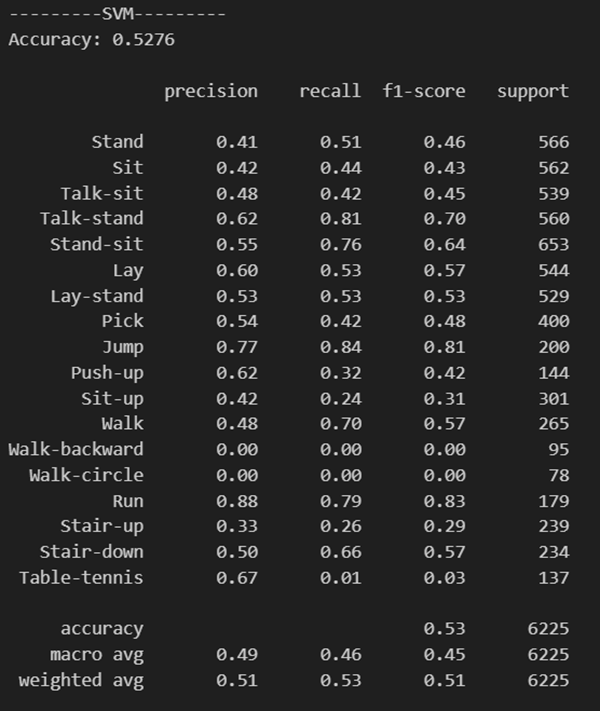 ---------SVM---------
Accuracy: 0.5276
precision recall f1-score support
Stand 0.41 0.51 0.46 566
Sit 0.42 0.44 0.43 562
Talk-sit 0.48 0.42 0.45 539
Talk-stand 0.62 0.81 0.70 560
Stand-sit 0.55 0.76 0.64 653
Lay 0.60 0.53 0.57 544
Lay-stand 0.53 0.53 0.53 529
Pick 0.54 0.42 0.48 400
Jump 0.77 0.84 0.81 200
Push-up 0.62 0.32 0.42 144
Sit-up 0.42 0.24 0.31 301
Walk 0.48 0.70 0.57 265
Walk-backward 0.00 0.00 0.00 95
Walk-circle 0.00 0.00 0.00 78
Run 0.88 0.79 0.83 179
Stair-up 0.33 0.26 0.29 239
Stair-down 0.50 0.66 0.57 234
Table-tennis 0.67 0.01 0.03 137
accuracy 0.53 6225
macro avg 0.49 0.46 0.45 6225
weighted avg 0.51 0.53 0.51 6225